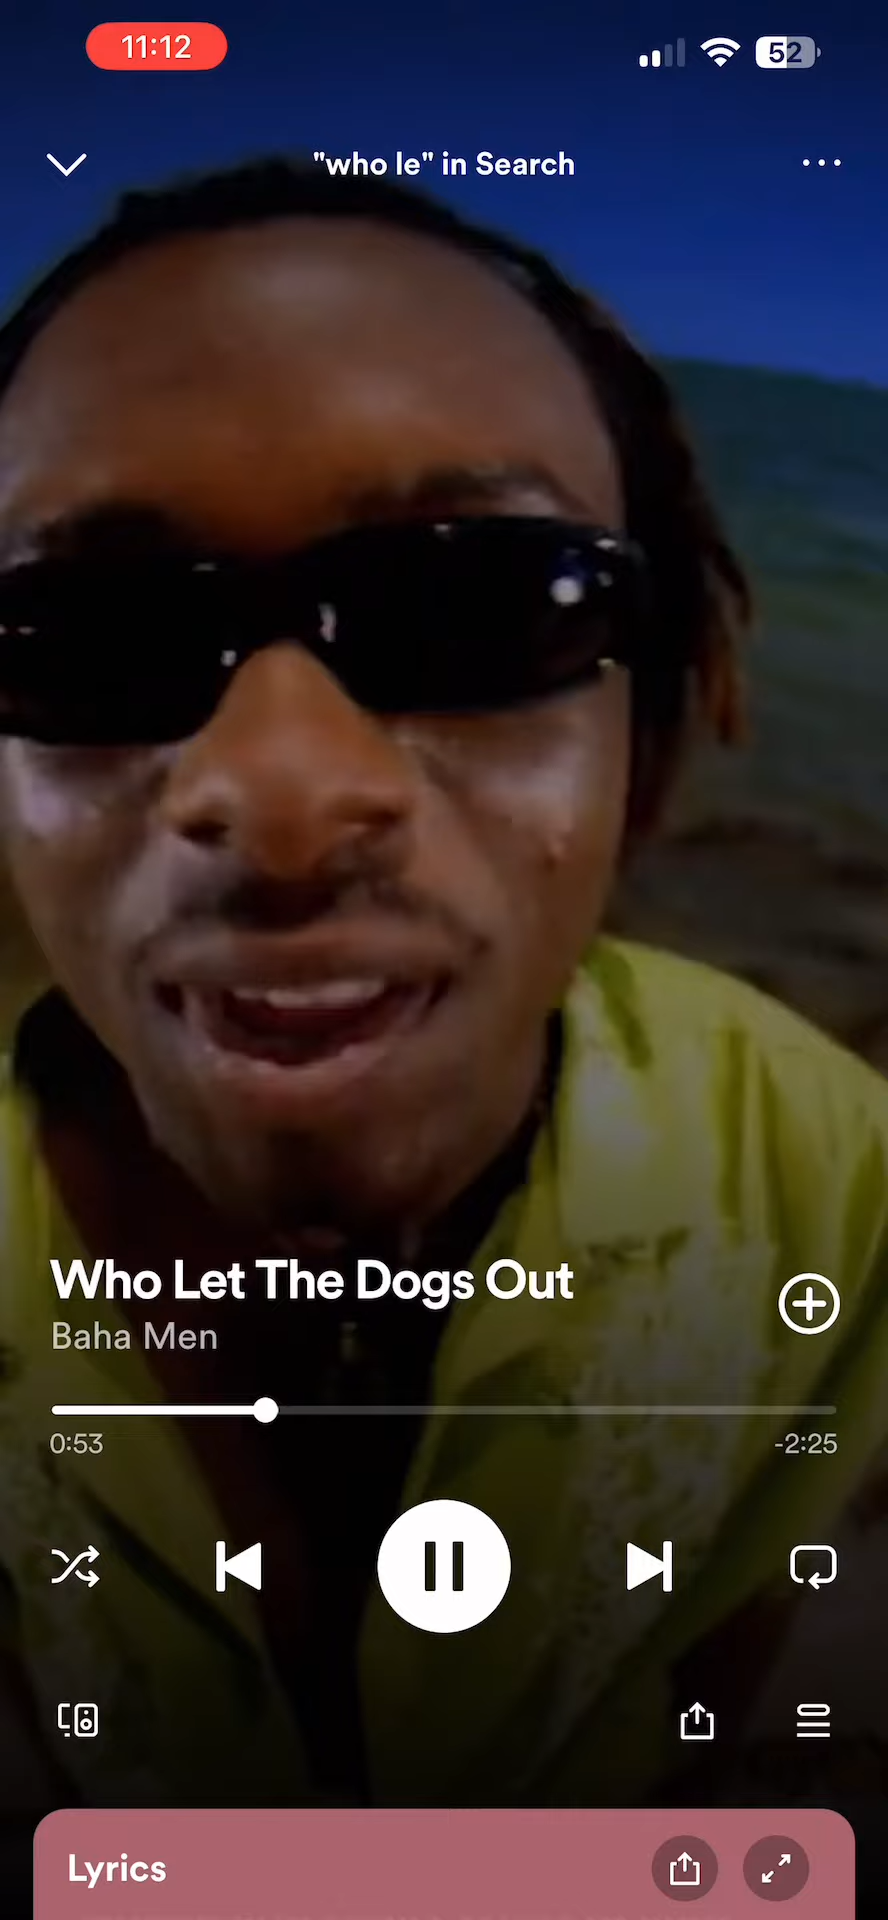 11:12
52
"who le" in Search
Who Let The Dogs Out
Baha Men
0:53
-2:25
Lyrics